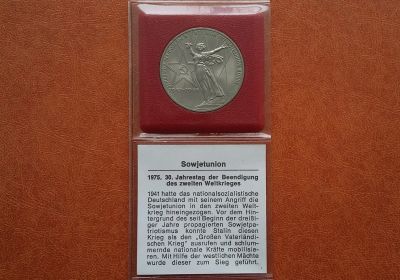 Sowjetunion
1975, 30. Jahrestag der Beendigung
des zweiten Weltkrieges
1941 hatte das nationalsozialistische
Deutschland mit seinem Angriff die
Sowjetunion in den zweiten Welt-
krieg hineingezogen. Vor dem Hin-
tergrund des seit Beginn der dreißi-
ger Jahre propagierten Sowjetpa-
triotismus konnte Stalin diesen
Krieg als den „Großen Vaterländi-
schen Krieg" ausrufen und schlum-
mernde nationale Kräfte mobilisie-
ren. Mit Hilfe der westlichen Mächte
wurde dieser zum Sieg geführt.